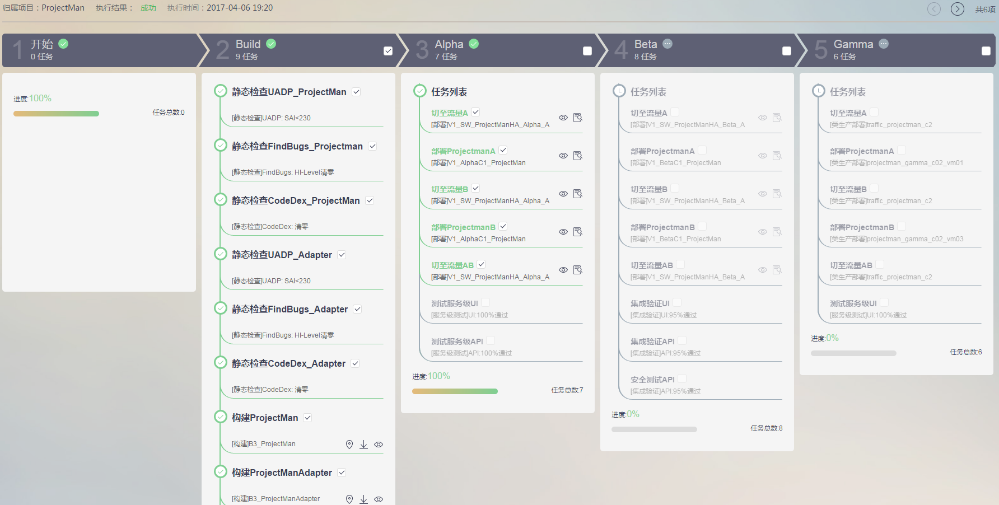 归属项目：ProjectMan 执行结果： 成功 执行时间：2017-04-06 19:20
共6项
1 开始
0 任务
2 Build
9 任务
3 Alpha
7 任务
4 Beta
8 任务
5 Gamma
6 任务
进度:100%
任务总数:0
静态检查UADP_ProjectMan
[静态检查]UADP: SAI<230
静态检查FindBugs_Projectman
[静态检查]FindBugs: HI-Level清零
静态检查CodeDex_ProjectMan
[静态检查]CodeDex: 清零
静态检查UADP_Adapter
[静态检查]UADP: SAI<230
静态检查FindBugs_Adapter
[静态检查]FindBugs: HI-Level清零
静态检查CodeDex_Adapter
[静态检查]CodeDex: 清零
构建ProjectMan
[构建]B3_ProjectMan
构建ProjectManAdapter
[构建]B3_ProjectManAdapter
任务列表
切至流量A
[部署]V1_SW_ProjectManHA_Alpha_A
部署ProjectmanA
[部署]V1_AlphaC1_ProjectMan
切至流量B
[部署]V1_SW_ProjectManHA_Alpha_A
部署ProjectmanB
[部署]V1_AlphaC1_ProjectMan
切至流量AB
[部署]V1_SW_ProjectManHA_Alpha_A
测试服务级UI
[服务级测试]UI:100%通过
测试服务级API
[服务级测试]API:100%通过
进度:100%
任务总数:7
任务列表
切至流量A
[部署]V1_SW_ProjectManHA_Beta_A
部署ProjectmanA
[部署]V1_BetaC1_ProjectMan
切至流量B
[部署]V1_SW_ProjectManHA_Beta_A
部署ProjectmanB
[部署]V1_BetaC1_ProjectMan
切至流量AB
[部署]V1_SW_ProjectManHA_Beta_A
集成验证UI
[集成验证]UI:95%通过
集成验证API
[集成验证]API:95%通过
安全测试API
[集成验证]API:95%通过
进度:0%
任务总数:8
任务列表
切至流量A
[类生产部署]traffic_projectman_c2
部署ProjectmanA
[类生产部署]projectman_gamma_c02_vm01
切至流量B
[类生产部署]traffic_projectman_c2
部署ProjectmanB
[类生产部署]projectman_gamma_c02_vm03
切至流量AB
[类生产部署]traffic_projectman_c2
测试服务级UI
[服务级测试]UI:100%通过
进度:0%
任务总数:6